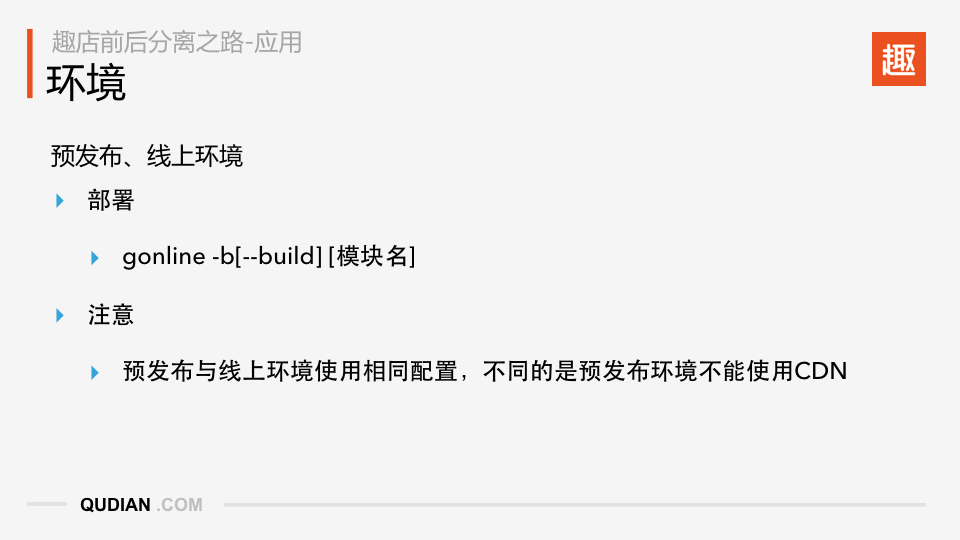 趣店前后分离之路-应用
环境
趣
预发布、线上环境
部署
gonline -b[--build] [模块名]
注意
预发布与线上环境使用相同配置，不同的是预发布环境不能使用CDN
QUDIAN .COM